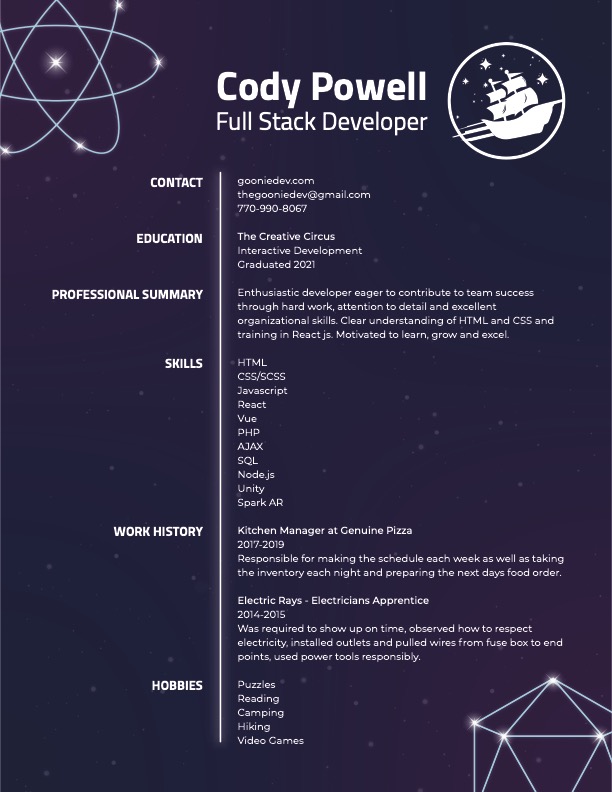 Cody Powell
Full Stack Developer
CONTACT
gooniedev.com
thegooniedev@gmail.com
770-990-8067
EDUCATION
The Creative Circus
Interactive Development
Graduated 2021
PROFESSIONAL SUMMARY
Enthusiastic developer eager to contribute to team success
through hard work, attention to detail and excellent
organizational skills. Clear understanding of HTML and CSS and
training in React js. Motivated to learn, grow and excel.
SKILLS
HTML
CSS/SCSS
Javascript
React
Vue
PHP
AJAX
SQL
Node.js
Unity
Spark AR
WORK HISTORY
Kitchen Manager at Genuine Pizza
2017-2019
Responsible for making the schedule each week as well as taking
the inventory each night and preparing the next days food order.
Electric Rays - Electricians Apprentice
2014-2015
Was required to show up on time, observed how to respect
electricity, installed outlets and pulled wires from fuse box to end
points, used power tools responsibly.
HOBBIES
Puzzles
Reading
Camping
Hiking
Video Games